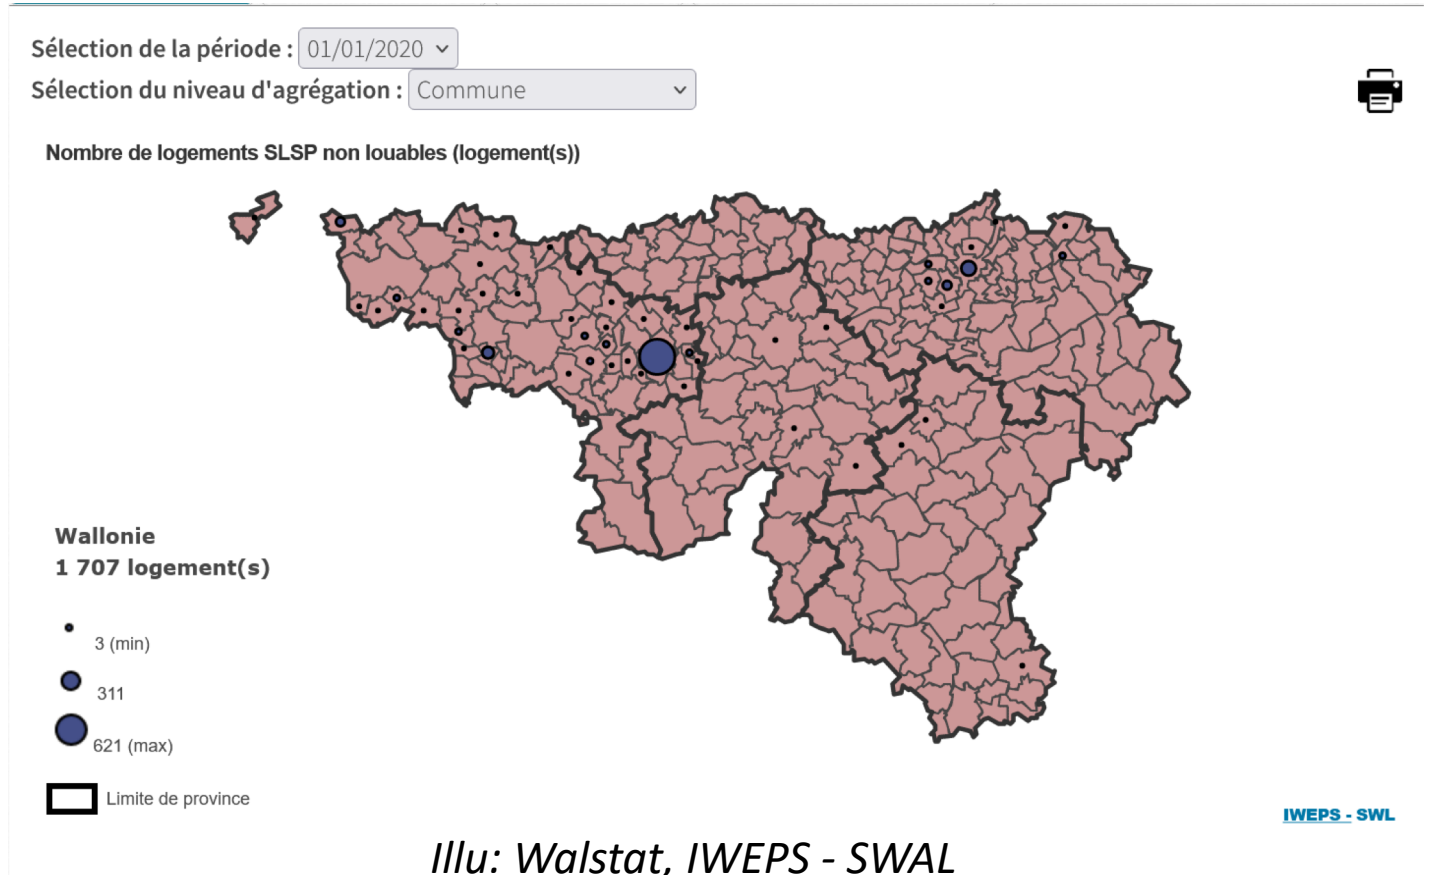 Sélection de la période : 01/01/2020
Sélection du niveau d'agrégation : Commune
Nombre de logements SLSP non louables (logement(s))
Wallonie
1 707 logement(s)
3 (min)
311
621 (max)
Limite de province
IWEPS - SWL
Illu: Walstat, IWEPS - SWAL